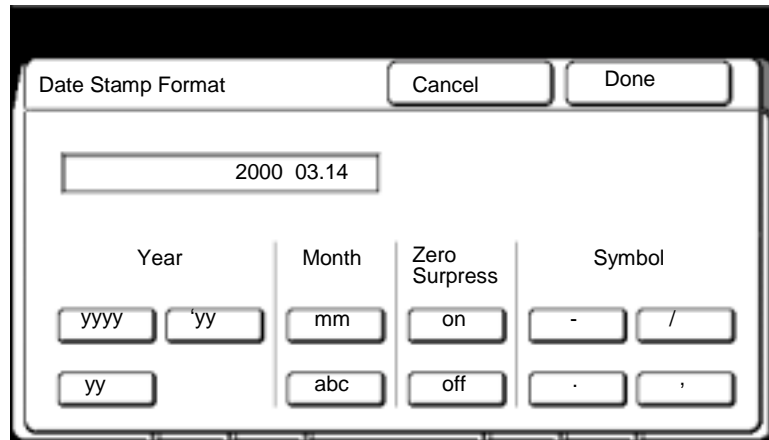 Date Stamp Format Cancel Done
2000 03.14
Year Month Zero Surpress Symbol
yyyy 'yy mm on - /
yy abc off . ,